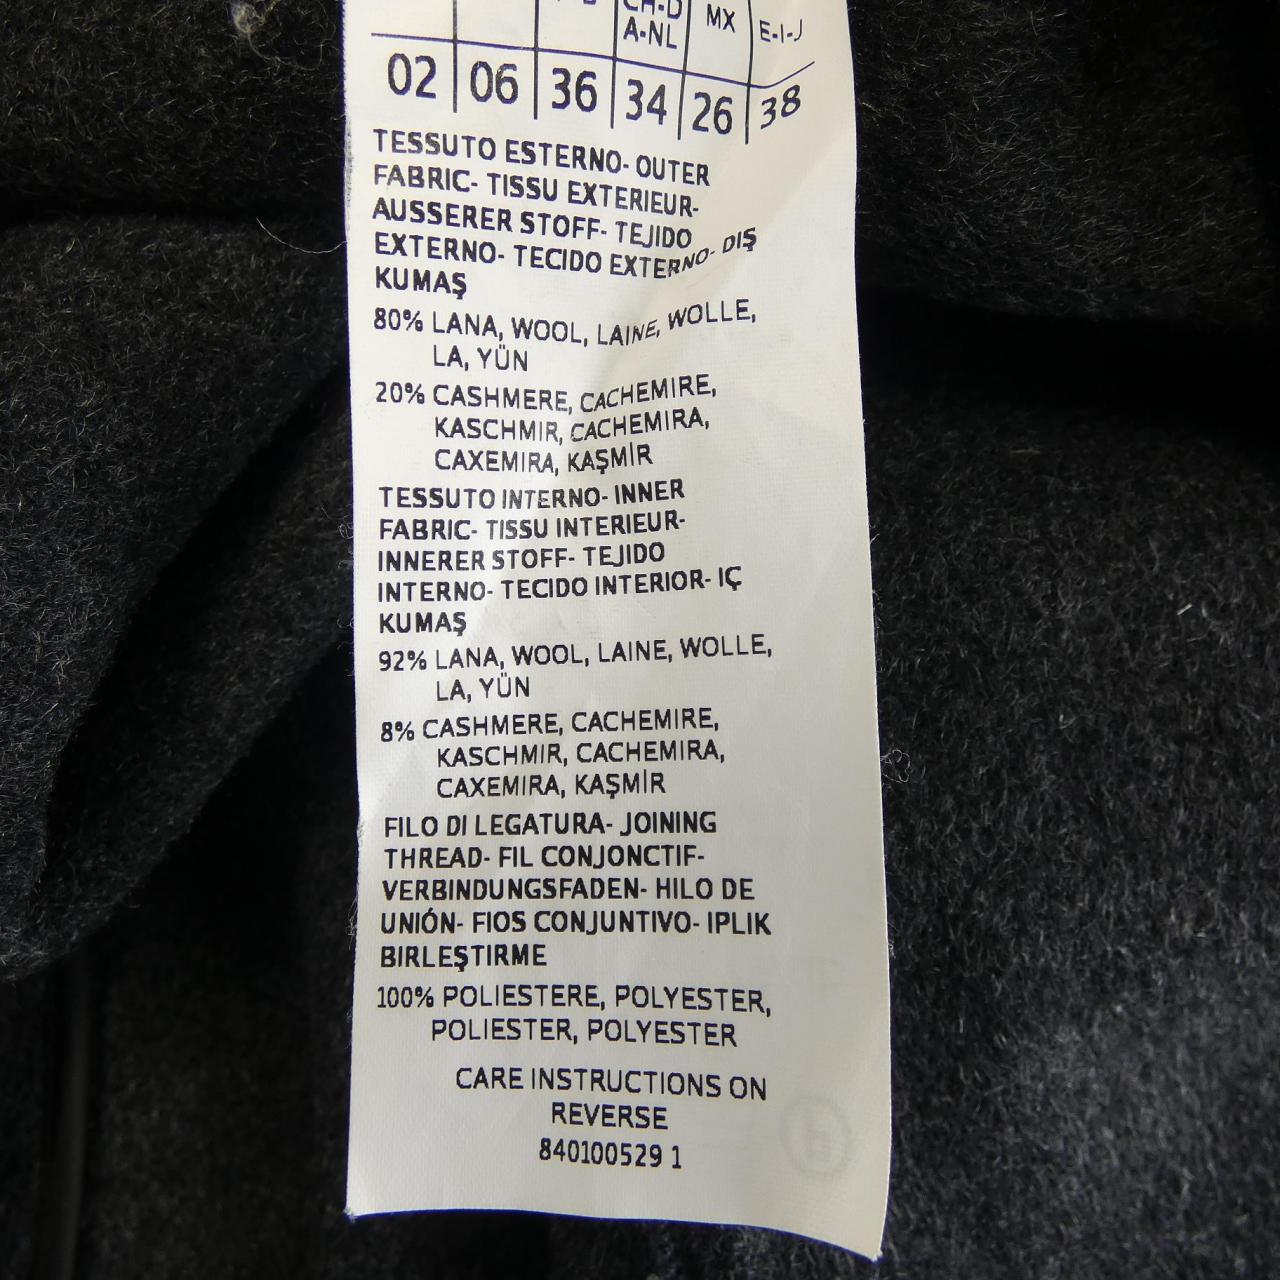 CH-D MX E-I-J
A-NL
02 06 36 34 26 38
TESSUTO ESTERNO- OUTER
FABRIC- TISSU EXTERIEUR-
AUSSERER STOFF- TEJIDO
EXTERNO- TECIDO EXTERNO- DIŞ
KUMAŞ
80% LANA, WOOL, LAINE, WOLLE,
LA, YÜN
20% CASHMERE, CACHEMIRE,
KASCHMIR, CACHEMIRA,
CAXEMIRA, KAŞMİR
TESSUTO INTERNO- INNER
FABRIC- TISSU INTERIEUR-
INNERER STOFF- TEJIDO
INTERNO- TECIDO INTERIOR- IÇ
KUMAŞ
92% LANA, WOOL, LAINE, WOLLE,
LA, YÜN
8% CASHMERE, CACHEMIRE,
KASCHMIR, CACHEMIRA,
CAXEMIRA, KAŞMİR
FILO DI LEGATURA- JOINING
THREAD- FIL CONJONCTIF-
VERBINDUNGSFADEN- HILO DE
UNIÓN- FIOS CONJUNTIVO- IPLIK
BIRLEŞTIRME
100% POLIESTERE, POLYESTER,
POLIESTER, POLYESTER
CARE INSTRUCTIONS ON
REVERSE
840100529 1